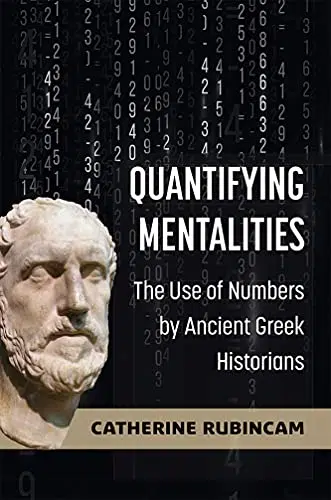 QUANTIFYING
MENTALITIES
The Use of Numbers
by Ancient Greek
Historians
CATHERINE RUBINCAM